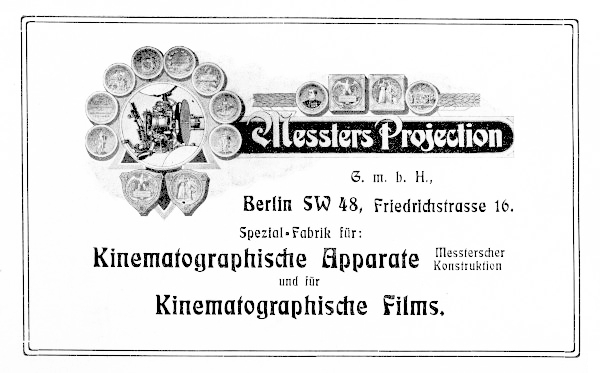 Messters Projection
G. m. b. H.,
Berlin SW 48, Friedrichstrasse 16.
Spezial-Fabrik für:
Kinematographische Apparate Messterscher Konstruktion
und für
Kinematographische Films.